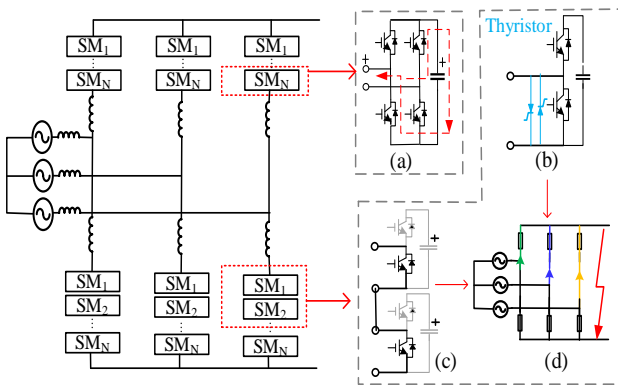 SM1 SM1 SM1
SMN SMN SMN
SM1 SM1 SM1
SM2 SM2 SM2
SMN SMN SMN
+
+
(a)
Thyristor
(b)
+
+
(c)
(d)